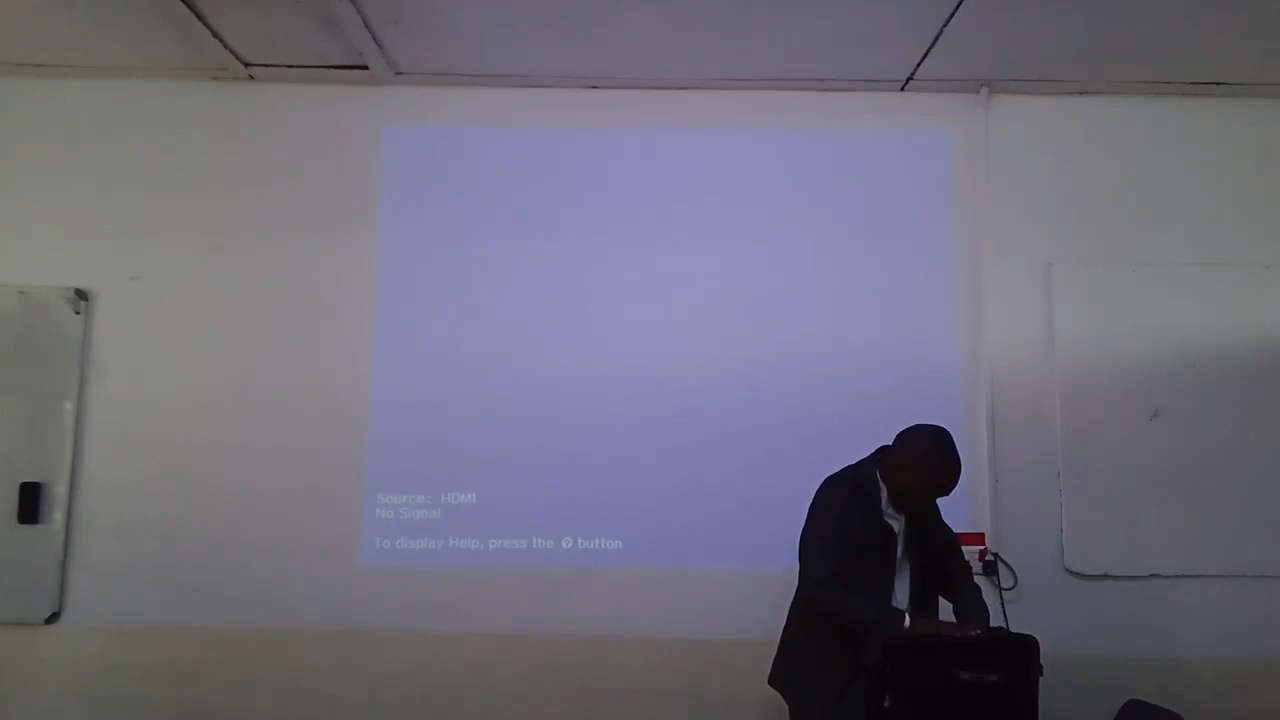 Source: HDMI
No Signal
To display Help, press the button